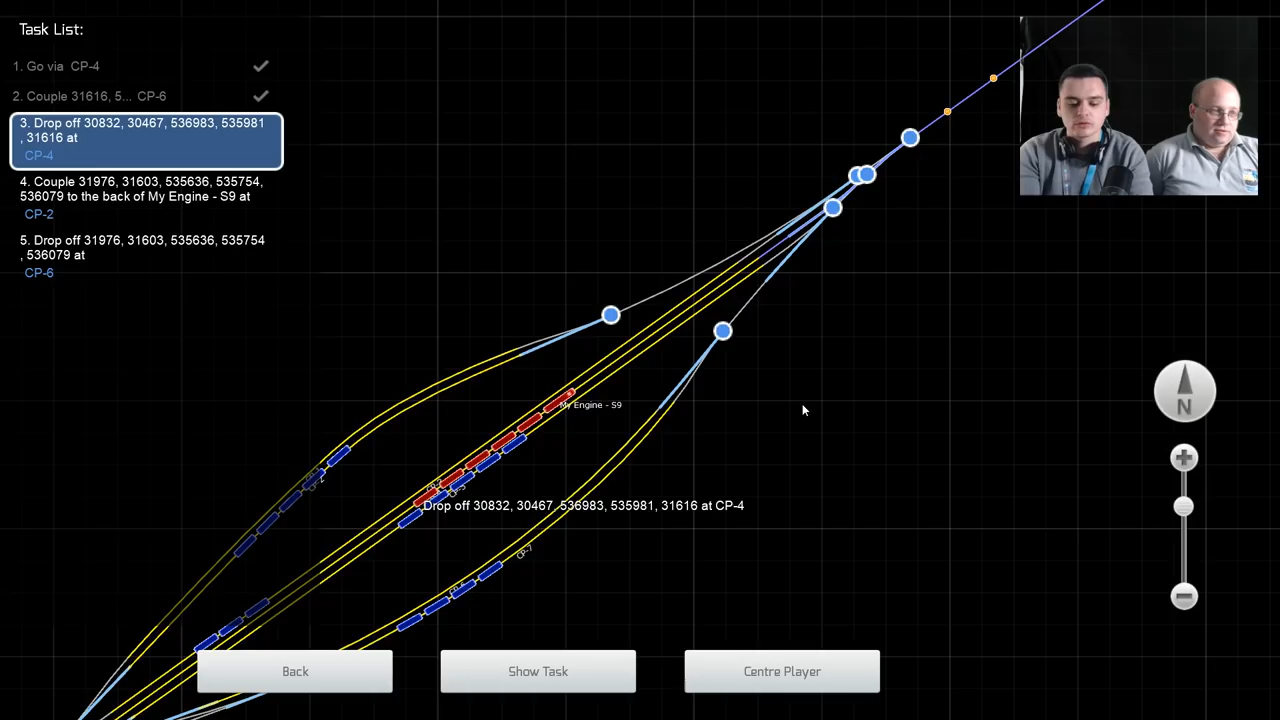 Task List:
1. Go via CP-4
2. Couple 31616, 5... CP-6
3. Drop off 30832, 30467, 536983, 535981
, 31616 at
CP-4
4. Couple 31976, 31603, 535636, 535754,
536079 to the back of My Engine - S9 at
CP-2
5. Drop off 31976, 31603, 535636, 535754
, 536079 at
CP-6
My Engine - S9
Drop off 30832, 30467, 536983, 535981, 31616 at CP-4
CP-7
N
Back
Show Task
Centre Player